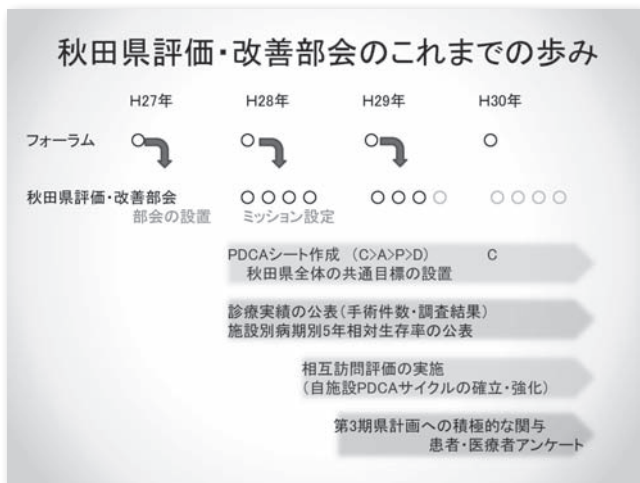 秋田県評価・改善部会のこれまでの歩み
H27年 H28年 H29年 H30年
フォーラム ○ ○ ○ ○
秋田県評価・改善部会 ○○○○ ○○○○ ○○○○
部会の設置 ミッション設定
PDCAシート作成 (C>A>P>D) C
秋田県全体の共通目標の設置
診療実績の公表(手術件数・調査結果)
施設別病期別5年相対生存率の公表
相互訪問評価の実施
(自施設PDCAサイクルの確立・強化)
第3期県計画への積極的な関与
患者・医療者アンケート